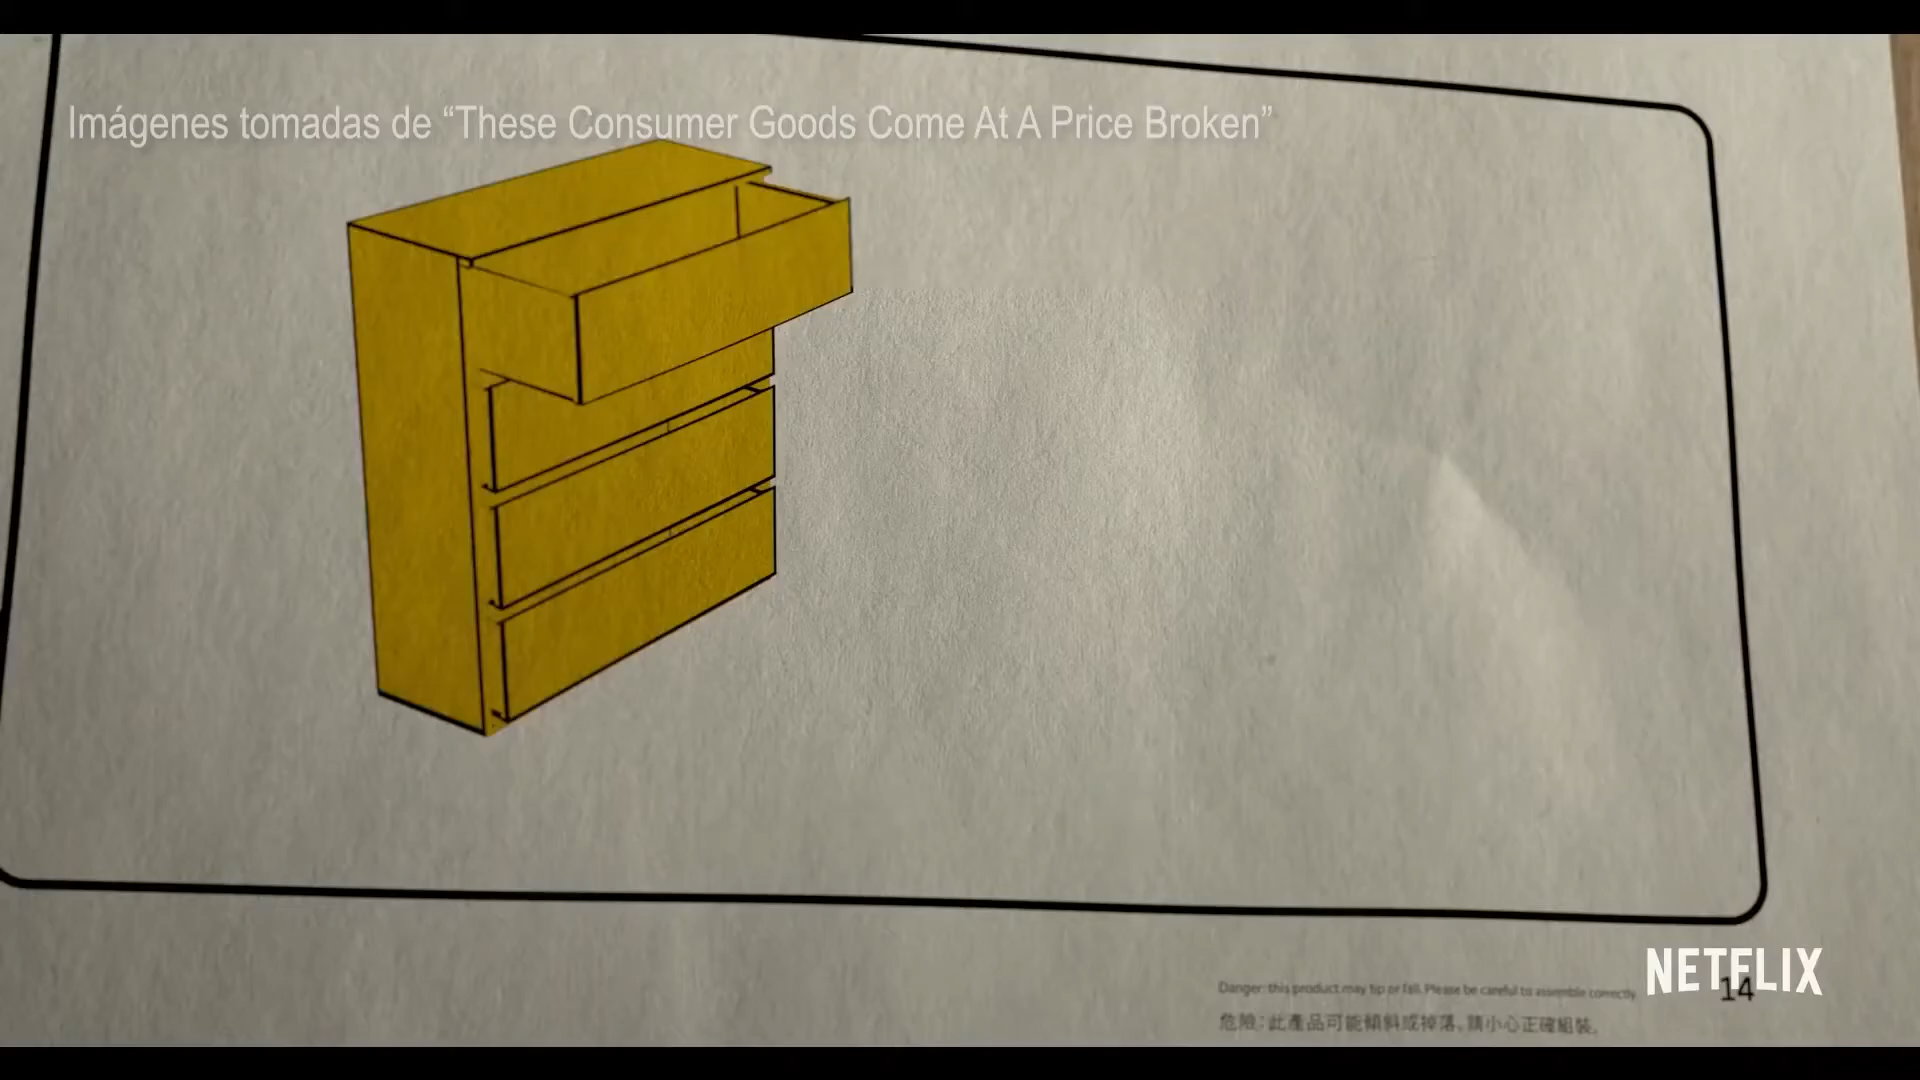 Imágenes tomadas de “These Consumer Goods Come At A Price Broken”
NETFLIX
14
Danger: this product may tip or fall. Please be careful to assemble correctly
危險：此產品可能傾斜或掉落。請小心正確組裝。